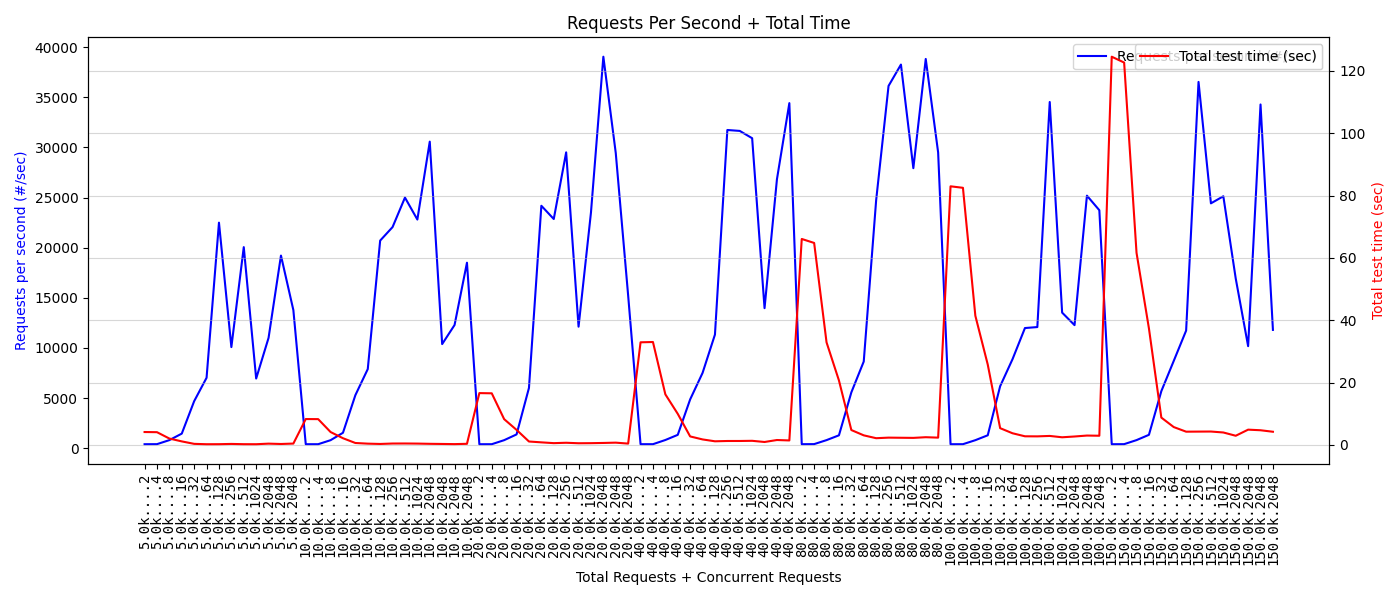 Requests Per Second + Total Time
Re
Total test time (sec)
40000
35000
30000
25000
20000
15000
10000
5000
0
Requests per second (#/sec)
120
100
80
60
40
20
0
Total test time (sec)
5.0k....2
5.0k....4
5.0k....8
5.0k...16
5.0k...32
5.0k...64
5.0k..128
5.0k..256
5.0k..512
5.0k.1024
5.0k.2048
5.0k.2048
5.0k.2048
10.0k....2
10.0k....4
10.0k....8
10.0k...16
10.0k...32
10.0k...64
10.0k..128
10.0k..256
10.0k..512
10.0k.1024
10.0k.2048
10.0k.2048
10.0k.2048
10.0k.2048
20.0k....2
20.0k....4
20.0k....8
20.0k...16
20.0k...32
20.0k...64
20.0k..128
20.0k..256
20.0k..512
20.0k.1024
20.0k.2048
20.0k.2048
20.0k.2048
40.0k....2
40.0k....4
40.0k....8
40.0k...16
40.0k...32
40.0k...64
40.0k..128
40.0k..256
40.0k..512
40.0k.1024
40.0k.2048
40.0k.2048
40.0k.2048
80.0k....2
80.0k....4
80.0k....8
80.0k...16
80.0k...32
80.0k...64
80.0k..128
80.0k..256
80.0k..512
80.0k.1024
80.0k.2048
80.0k.2048
100.0k....2
100.0k....4
100.0k....8
100.0k...16
100.0k...32
100.0k...64
100.0k..128
100.0k..256
100.0k..512
100.0k.1024
100.0k.2048
100.0k.2048
100.0k.2048
150.0k....2
150.0k....4
150.0k....8
150.0k...16
150.0k...32
150.0k...64
150.0k..128
150.0k..256
150.0k..512
150.0k.1024
150.0k.2048
150.0k.2048
150.0k.2048
150.0k.2048
Total Requests + Concurrent Requests